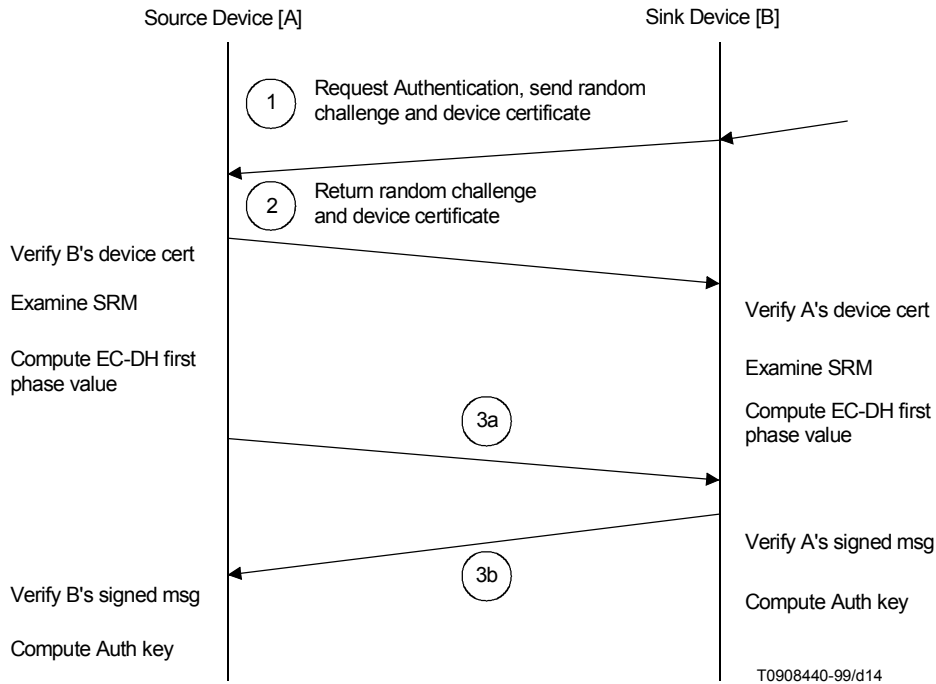 Source Device [A]
Sink Device [B]
1
Request Authentication, send random
challenge and device certificate
2
Return random challenge
and device certificate
Verify B's device cert
Examine SRM
Compute EC-DH first
phase value
Verify A's device cert
Examine SRM
Compute EC-DH first
phase value
3a
3b
Verify A's signed msg
Compute Auth key
Verify B's signed msg
Compute Auth key
T0908440-99/d14